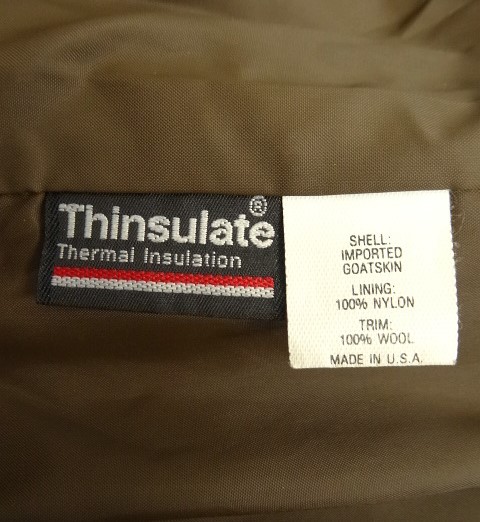 Thinsulate®
Thermal Insulation
SHELL:
IMPORTED
GOATSKIN
LINING:
100% NYLON
TRIM:
100% WOOL
MADE IN U.S.A.